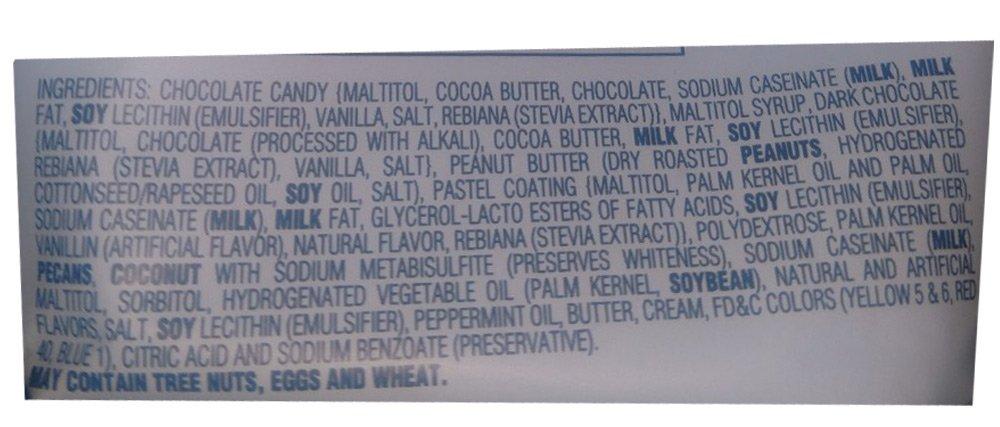 INGREDIENTS: CHOCOLATE CANDY {MALTITOL, COCOA BUTTER, CHOCOLATE, SODIUM CASEINATE (MILK), MILK
FAT, SOY LECITHIN (EMULSIFIER), VANILLA, SALT, REBIANA (STEVIA EXTRACT)}, MALTITOL SYRUP, DARK CHOCOLATE
{MALTITOL, CHOCOLATE (PROCESSED WITH ALKALI), COCOA BUTTER, MILK FAT, SOY LECITHIN (EMULSIFIER),
REBIANA (STEVIA EXTRACT), VANILLA, SALT}, PEANUT BUTTER (DRY ROASTED PEANUTS, HYDROGENATED
COTTONSEED/RAPESEED OIL, SOY OIL, SALT), PASTEL COATING {MALTITOL, PALM KERNEL OIL AND PALM OIL,
SODIUM CASEINATE (MILK), MILK FAT, GLYCEROL-LACTO ESTERS OF FATTY ACIDS, SOY LECITHIN (EMULSIFIER),
VANILLIN (ARTIFICIAL FLAVOR), NATURAL FLAVOR, REBIANA (STEVIA EXTRACT)}, POLYDEXTROSE, PALM KERNEL OIL,
PECANS, COCONUT WITH SODIUM METABISULFITE (PRESERVES WHITENESS), SODIUM CASEINATE (MILK),
MALTITOL, SORBITOL, HYDROGENATED VEGETABLE OIL (PALM KERNEL, SOYBEAN), NATURAL AND ARTIFICIAL
FLAVORS, SALT, SOY LECITHIN (EMULSIFIER), PEPPERMINT OIL, BUTTER, CREAM, FD&C COLORS (YELLOW 5 & 6, RED
40, BLUE 1), CITRIC ACID AND SODIUM BENZOATE (PRESERVATIVE).
MAY CONTAIN TREE NUTS, EGGS AND WHEAT.